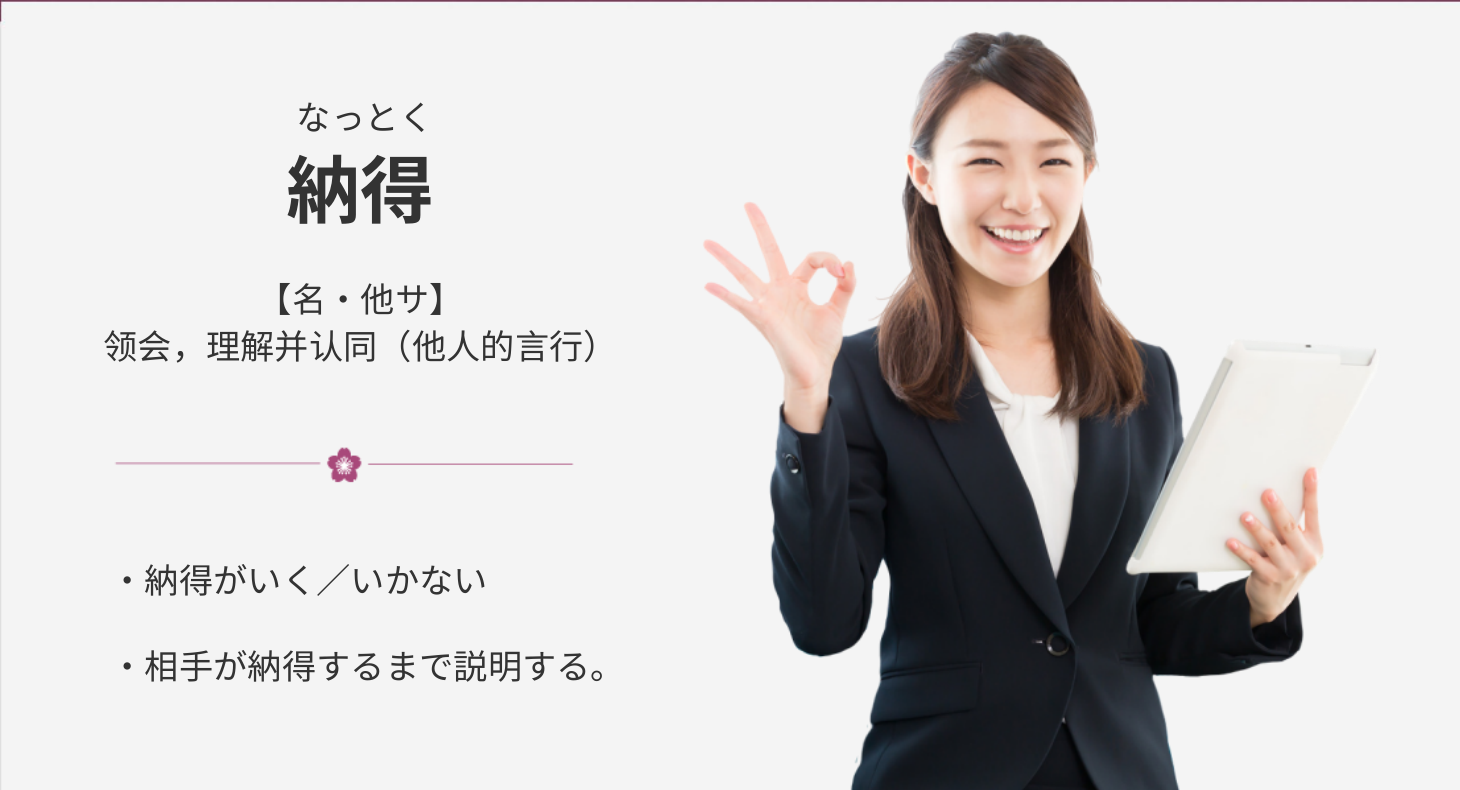 なっとく
納得
【名・他サ】
领会，理解并认同（他人的言行）
・納得がいく／いかない
・相手が納得するまで説明する。